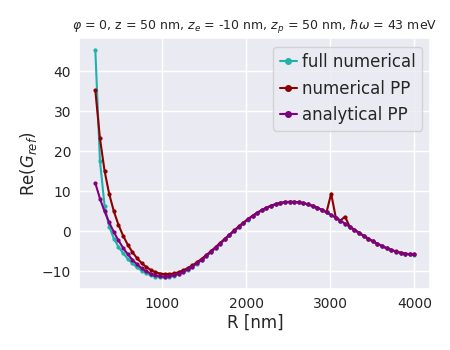 φ = 0, z = 50 nm, z_e = -10 nm, z_p = 50 nm, ℏω = 43 meV
full numerical
numerical PP
analytical PP
Re(G_ref)
40
30
20
10
0
−10
1000
2000
3000
4000
R [nm]